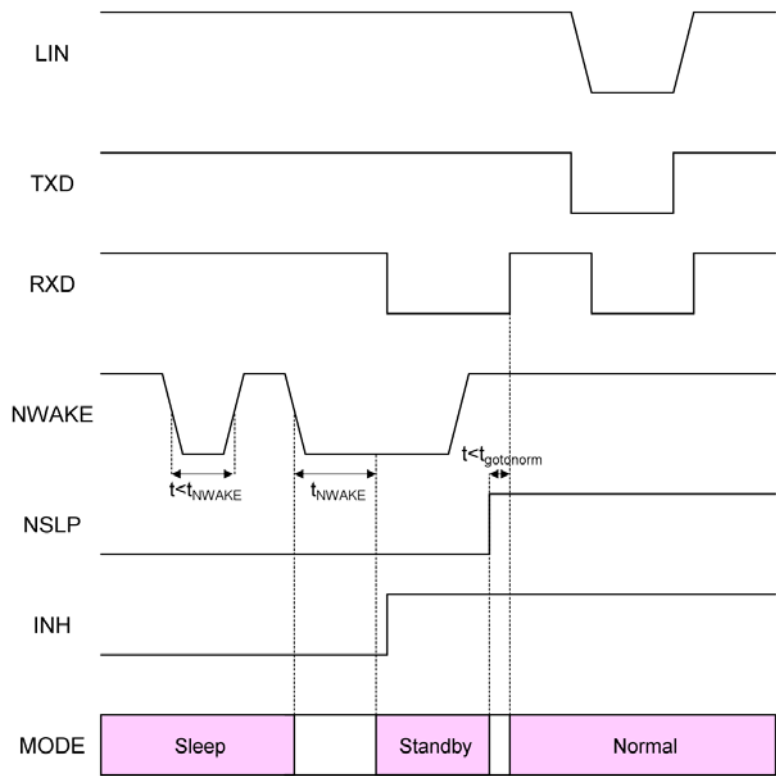 LIN
TXD
RXD
NWAKE
t<tgotonorm
t<tNWAKE
tNWAKE
NSLP
INH
MODE
Sleep
Standby
Normal